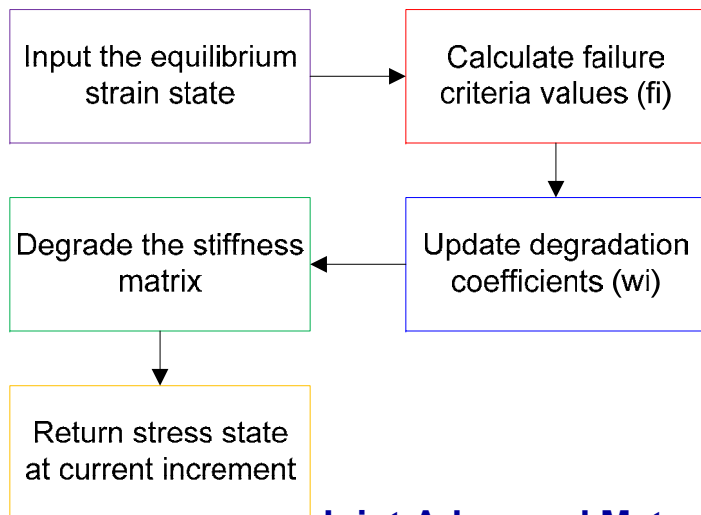 Input the equilibrium
strain state
Calculate failure
criteria values (fi)
Degrade the stiffness
matrix
Update degradation
coefficients (wi)
Return stress state
at current increment